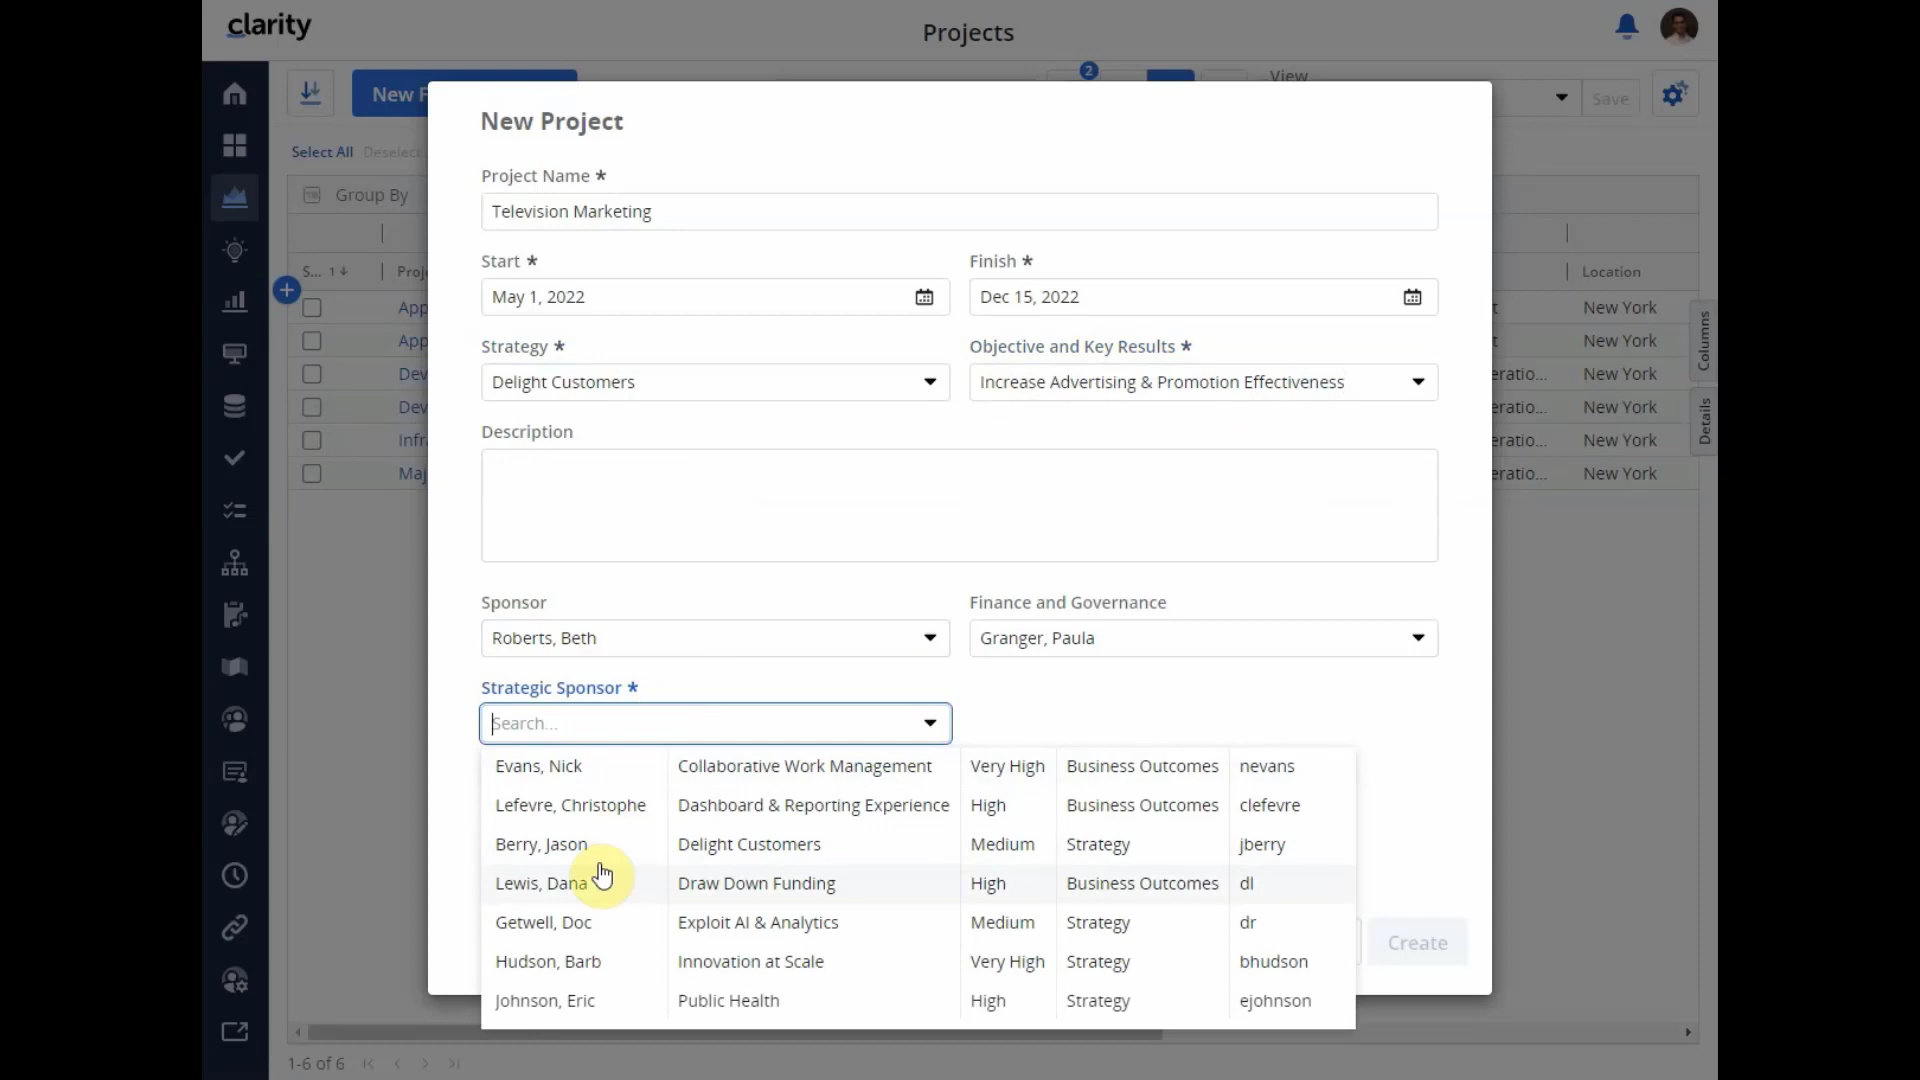 clarity
Projects
New
2
View
Save
New Project
Select All Deselect
Project Name *
Group By
Television Marketing
Start * Finish *
S... 1 Location
May 1, 2022 Dec 15, 2022
App New York
App New York
Strategy * Objective and Key Results *
Columns
Delight Customers Increase Advertising & Promotion Effectiveness
Dev eratio... New York
Dev eratio... New York
Details
Description
Infr eratio... New York
Maj eratio... New York
Sponsor Finance and Governance
Roberts, Beth Granger, Paula
Strategic Sponsor *
Search...
Evans, Nick Collaborative Work Management Very High Business Outcomes nevans
Lefevre, Christophe Dashboard & Reporting Experience High Business Outcomes clefevre
Berry, Jason Delight Customers Medium Strategy jberry
Lewis, Dana Draw Down Funding High Business Outcomes dl
Getwell, Doc Exploit AI & Analytics Medium Strategy dr
Create
Hudson, Barb Innovation at Scale Very High Strategy bhudson
Johnson, Eric Public Health High Strategy ejohnson
1-6 of 6